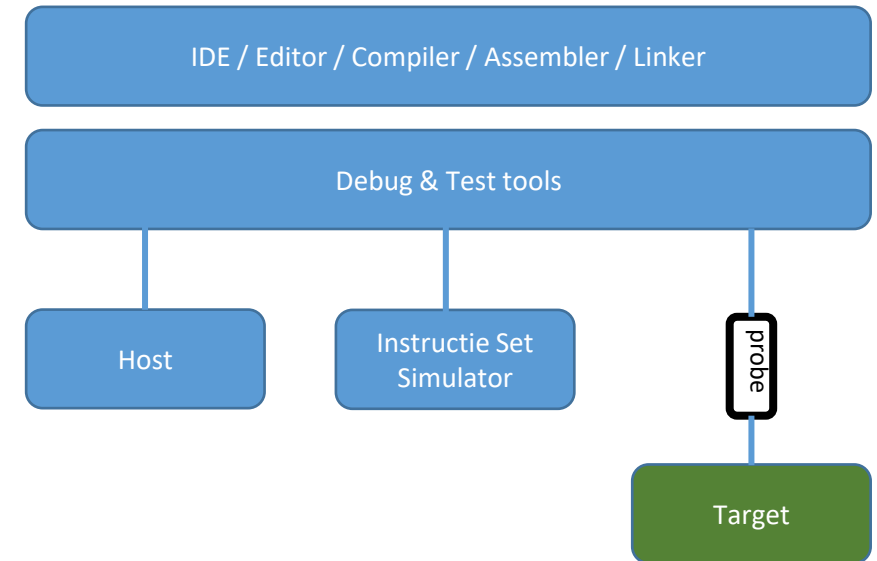 IDE / Editor / Compiler / Assembler / Linker
Debug & Test tools
Host
Instructie Set
Simulator
probe
Target